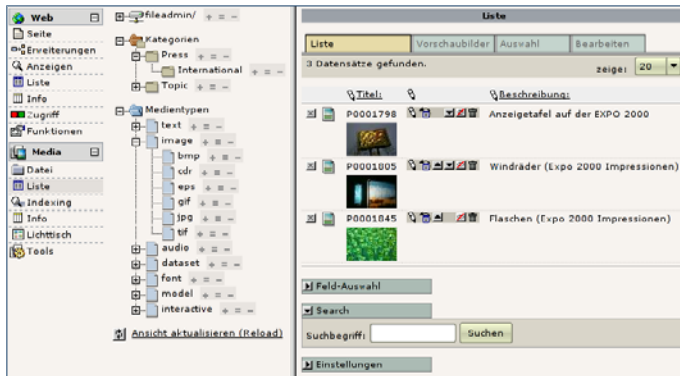 Web
Seite
Erveiterungen
Anzeigen
Liste
Info
Zugriff
Funktionen
Media
Datei
Liste
Indexing
Info
Lichttisch
Tools
fileadmin/ + = -
Kategorien
Press + = -
International + = -
Topic + = -
Medientypen
text + = -
image + = -
bmp + = -
cdr + = -
eps + = -
gif + = -
jpg + = -
tif + = -
audio + = -
dataset + = -
font + = -
model + = -
interactive + = -
Ansicht aktualisieren (Reload)
Liste
Liste Vorschaubilder Auswahl Bearbeiten
3 Datensätze gefunden.
zeige: 20
Titel: Beschreibung:
P0001798 Anzeigetafel auf der EXPO 2000
P0001805 Windräder (Expo 2000 Impressionen)
P0001845 Flaschen (Expo 2000 Impressionen)
Feld-Auswahl
Search
Suchbegriff: Suchen
Einstellungen